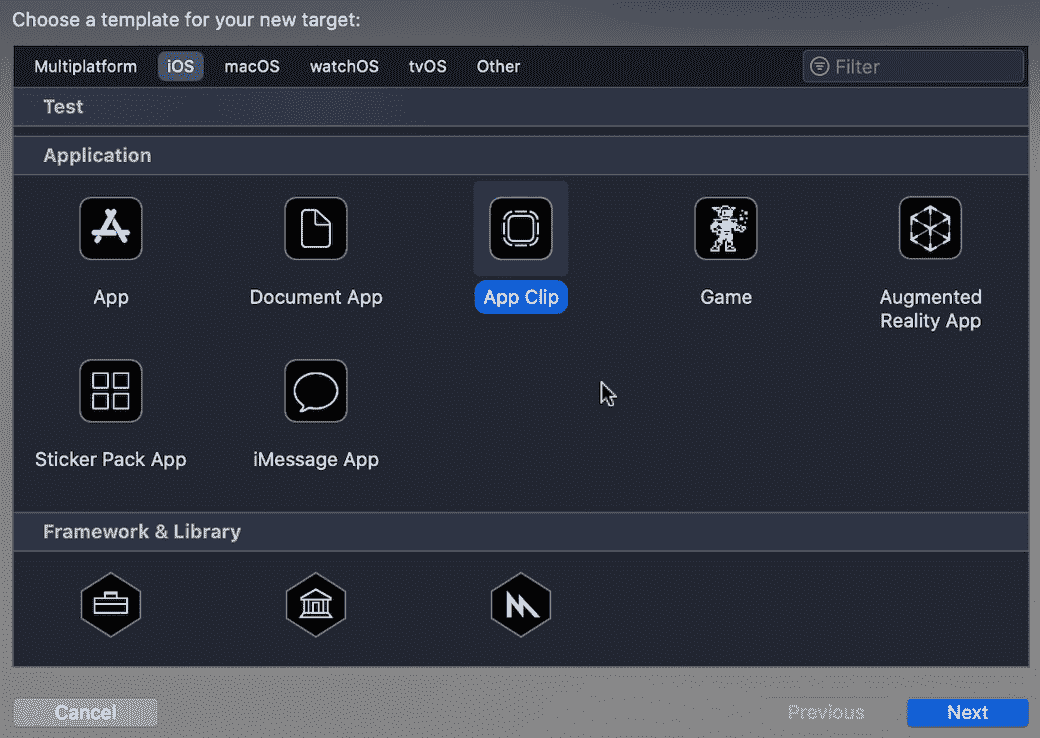 Choose a template for your new target:
Multiplatform iOS macOS watchOS tvOS Other Filter
Test
Application
App Document App App Clip Game Augmented
Reality App
Sticker Pack App iMessage App
Framework & Library
Cancel Previous Next